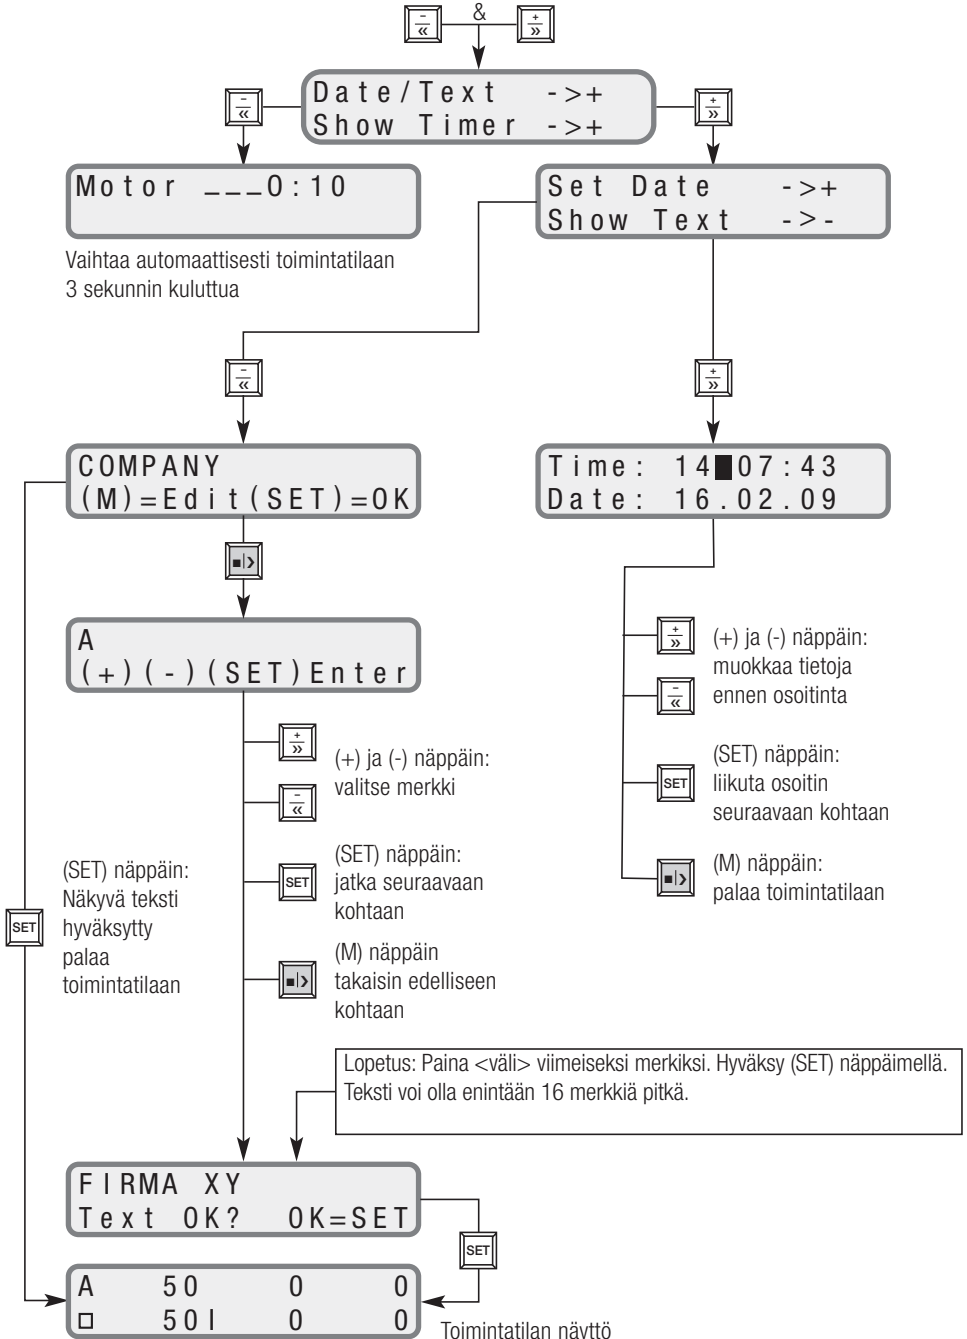 &
- «
+ »
Date/Text ->+
Show Timer ->+
- «
+ »
Motor ___0:10
Set Date ->+
Show Text ->-
Vaihtaa automaattisesti toimintatilaan
3 sekunnin kuluttua
- «
+ »
COMPANY
(M)=Edit(SET)=OK
Time: 14 07:43
Date: 16.02.09
A
(+)(-)(SET)Enter
+ »
(+) ja (-) näppäin:
muokkaa tietoja
ennen osoitinta
- «
+ »
(+) ja (-) näppäin:
valitse merkki
- «
SET
(SET) näppäin:
liikuta osoitin
seuraavaan kohtaan
(M) näppäin:
palaa toimintatilaan
SET
(SET) näppäin:
jatka seuraavaan
kohtaan
SET
(SET) näppäin:
Näkyvä teksti
hyväksytty
palaa
toimintatilaan
(M) näppäin
takaisin edelliseen
kohtaan
Lopetus: Paina <väli> viimeiseksi merkiksi. Hyväksy (SET) näppäimellä.
Teksti voi olla enintään 16 merkkiä pitkä.
FIRMA XY
Text OK? OK=SET
SET
A 50 0 0
□ 50l 0 0
Toimintatilan näyttö